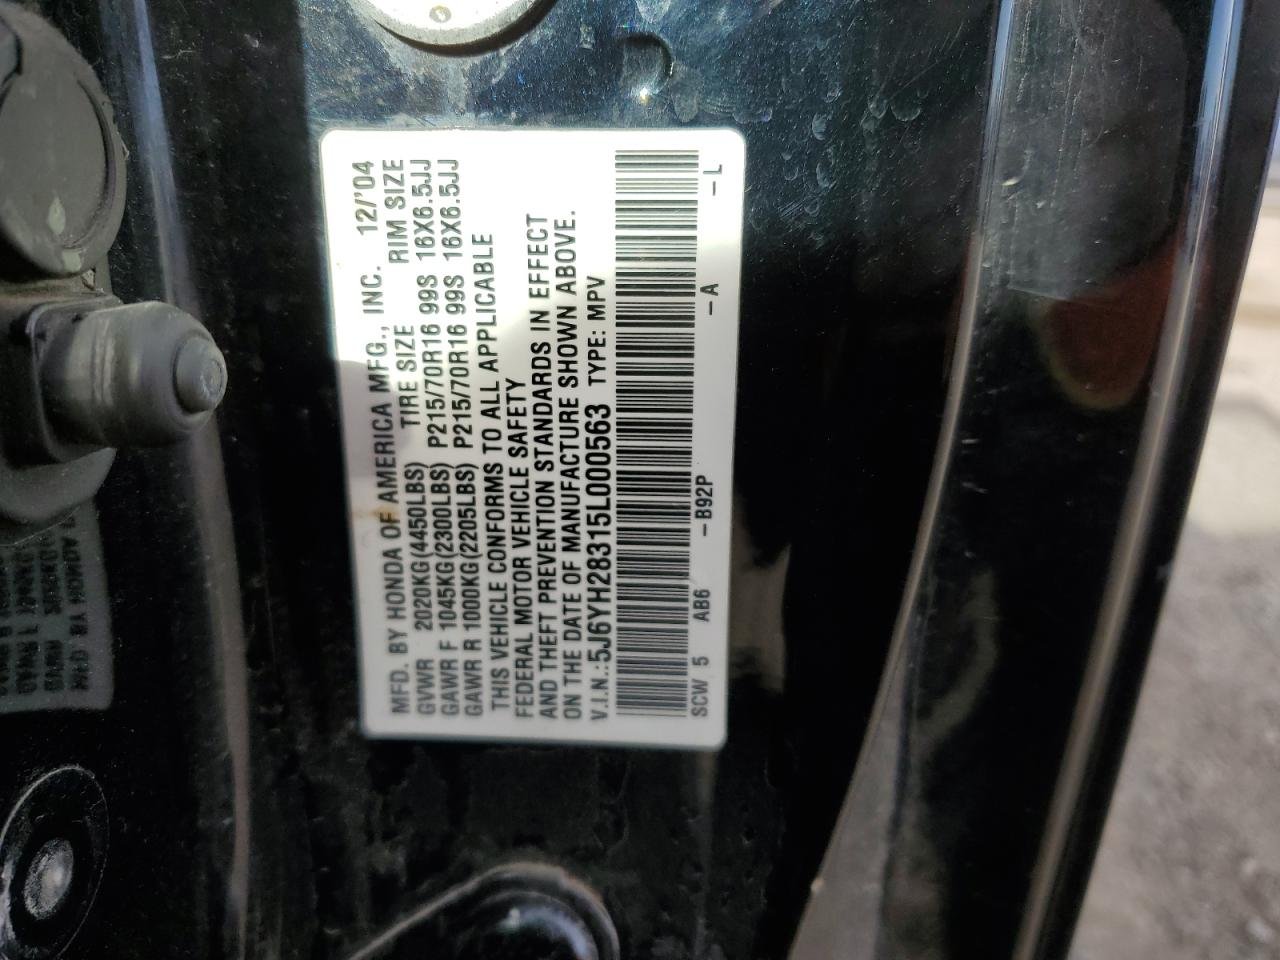 MFD. BY HONDA OF AMERICA MFG., INC. 12/'04
GVWR 2020KG(4450LBS) TIRE SIZE RIM SIZE
GAWR F 1045KG(2300LBS) P215/70R16 99S 16X6.5JJ
GAWR R 1000KG(2205LBS) P215/70R16 99S 16X6.5JJ
THIS VEHICLE CONFORMS TO ALL APPLICABLE
FEDERAL MOTOR VEHICLE SAFETY
AND THEFT PREVENTION STANDARDS IN EFFECT
ON THE DATE OF MANUFACTURE SHOWN ABOVE.
V.I.N.:5J6YH28315L000563 TYPE: MPV
SCW 5 AB6 -B92P -A -L